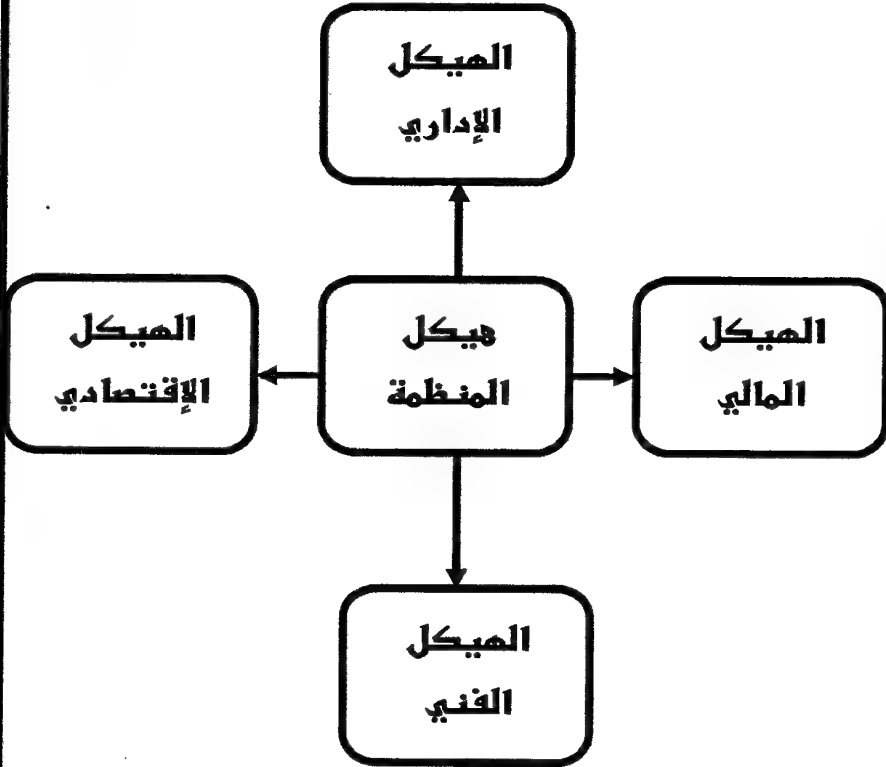 الهيكل
الإداري
الهيكل
المالي
هيكل
المنظمة
الهيكل
الإقتصادي
الهيكل
الفني